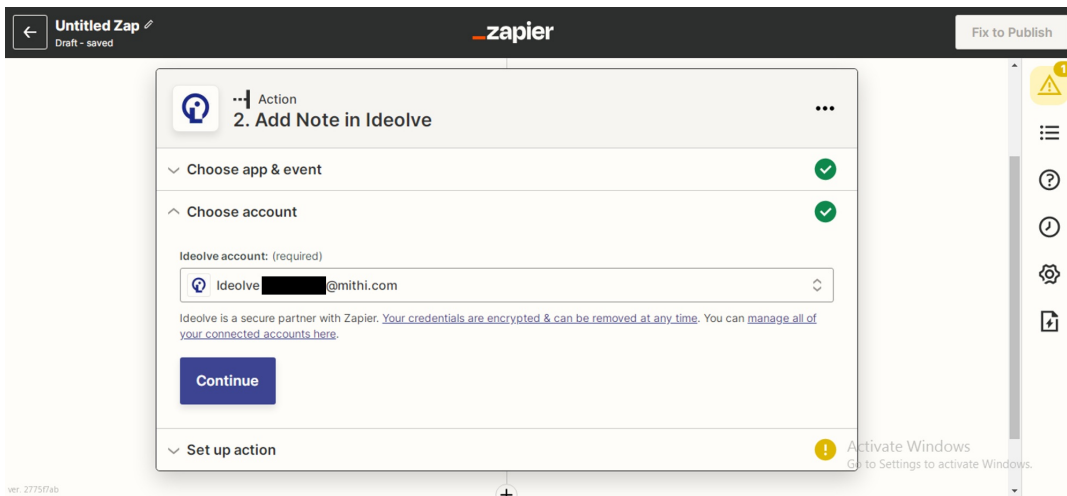 Untitled Zap
Draft - saved
_zapier
Fix to Publish
1
Action
2. Add Note in Ideolve
Choose app & event
Choose account
Ideolve account: (required)
Ideolve @mithi.com
Ideolve is a secure partner with Zapier. Your credentials are encrypted & can be removed at any time. You can manage all of
your connected accounts here.
Continue
Set up action
Activate Windows
Go to Settings to activate Windows.
ver. 2775f7ab